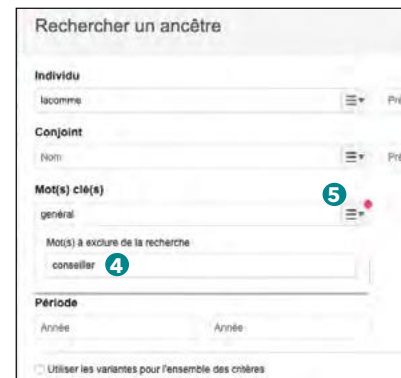 Rechercher un ancêtre
Individu
lacomme
Pré
Conjoint
Nom
Pré
Mot(s) clé(s)
5
général
Mot(s) à exclure de la recherche
conseiller 4
Période
Année Année
Utiliser les variantes pour l'ensemble des critères